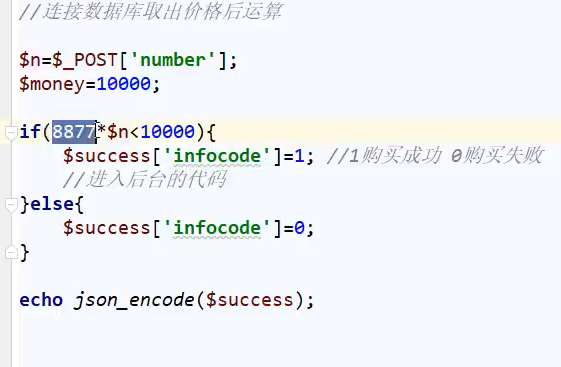 //连接数据库取出价格后运算
$n=$_POST['number'];
$money=10000;
if(8877*$n<10000){
$success['infocode']=1; //1购买成功 0购买失败
//进入后台的代码
}else{
$success['infocode']=0;
}
echo json_encode($success);